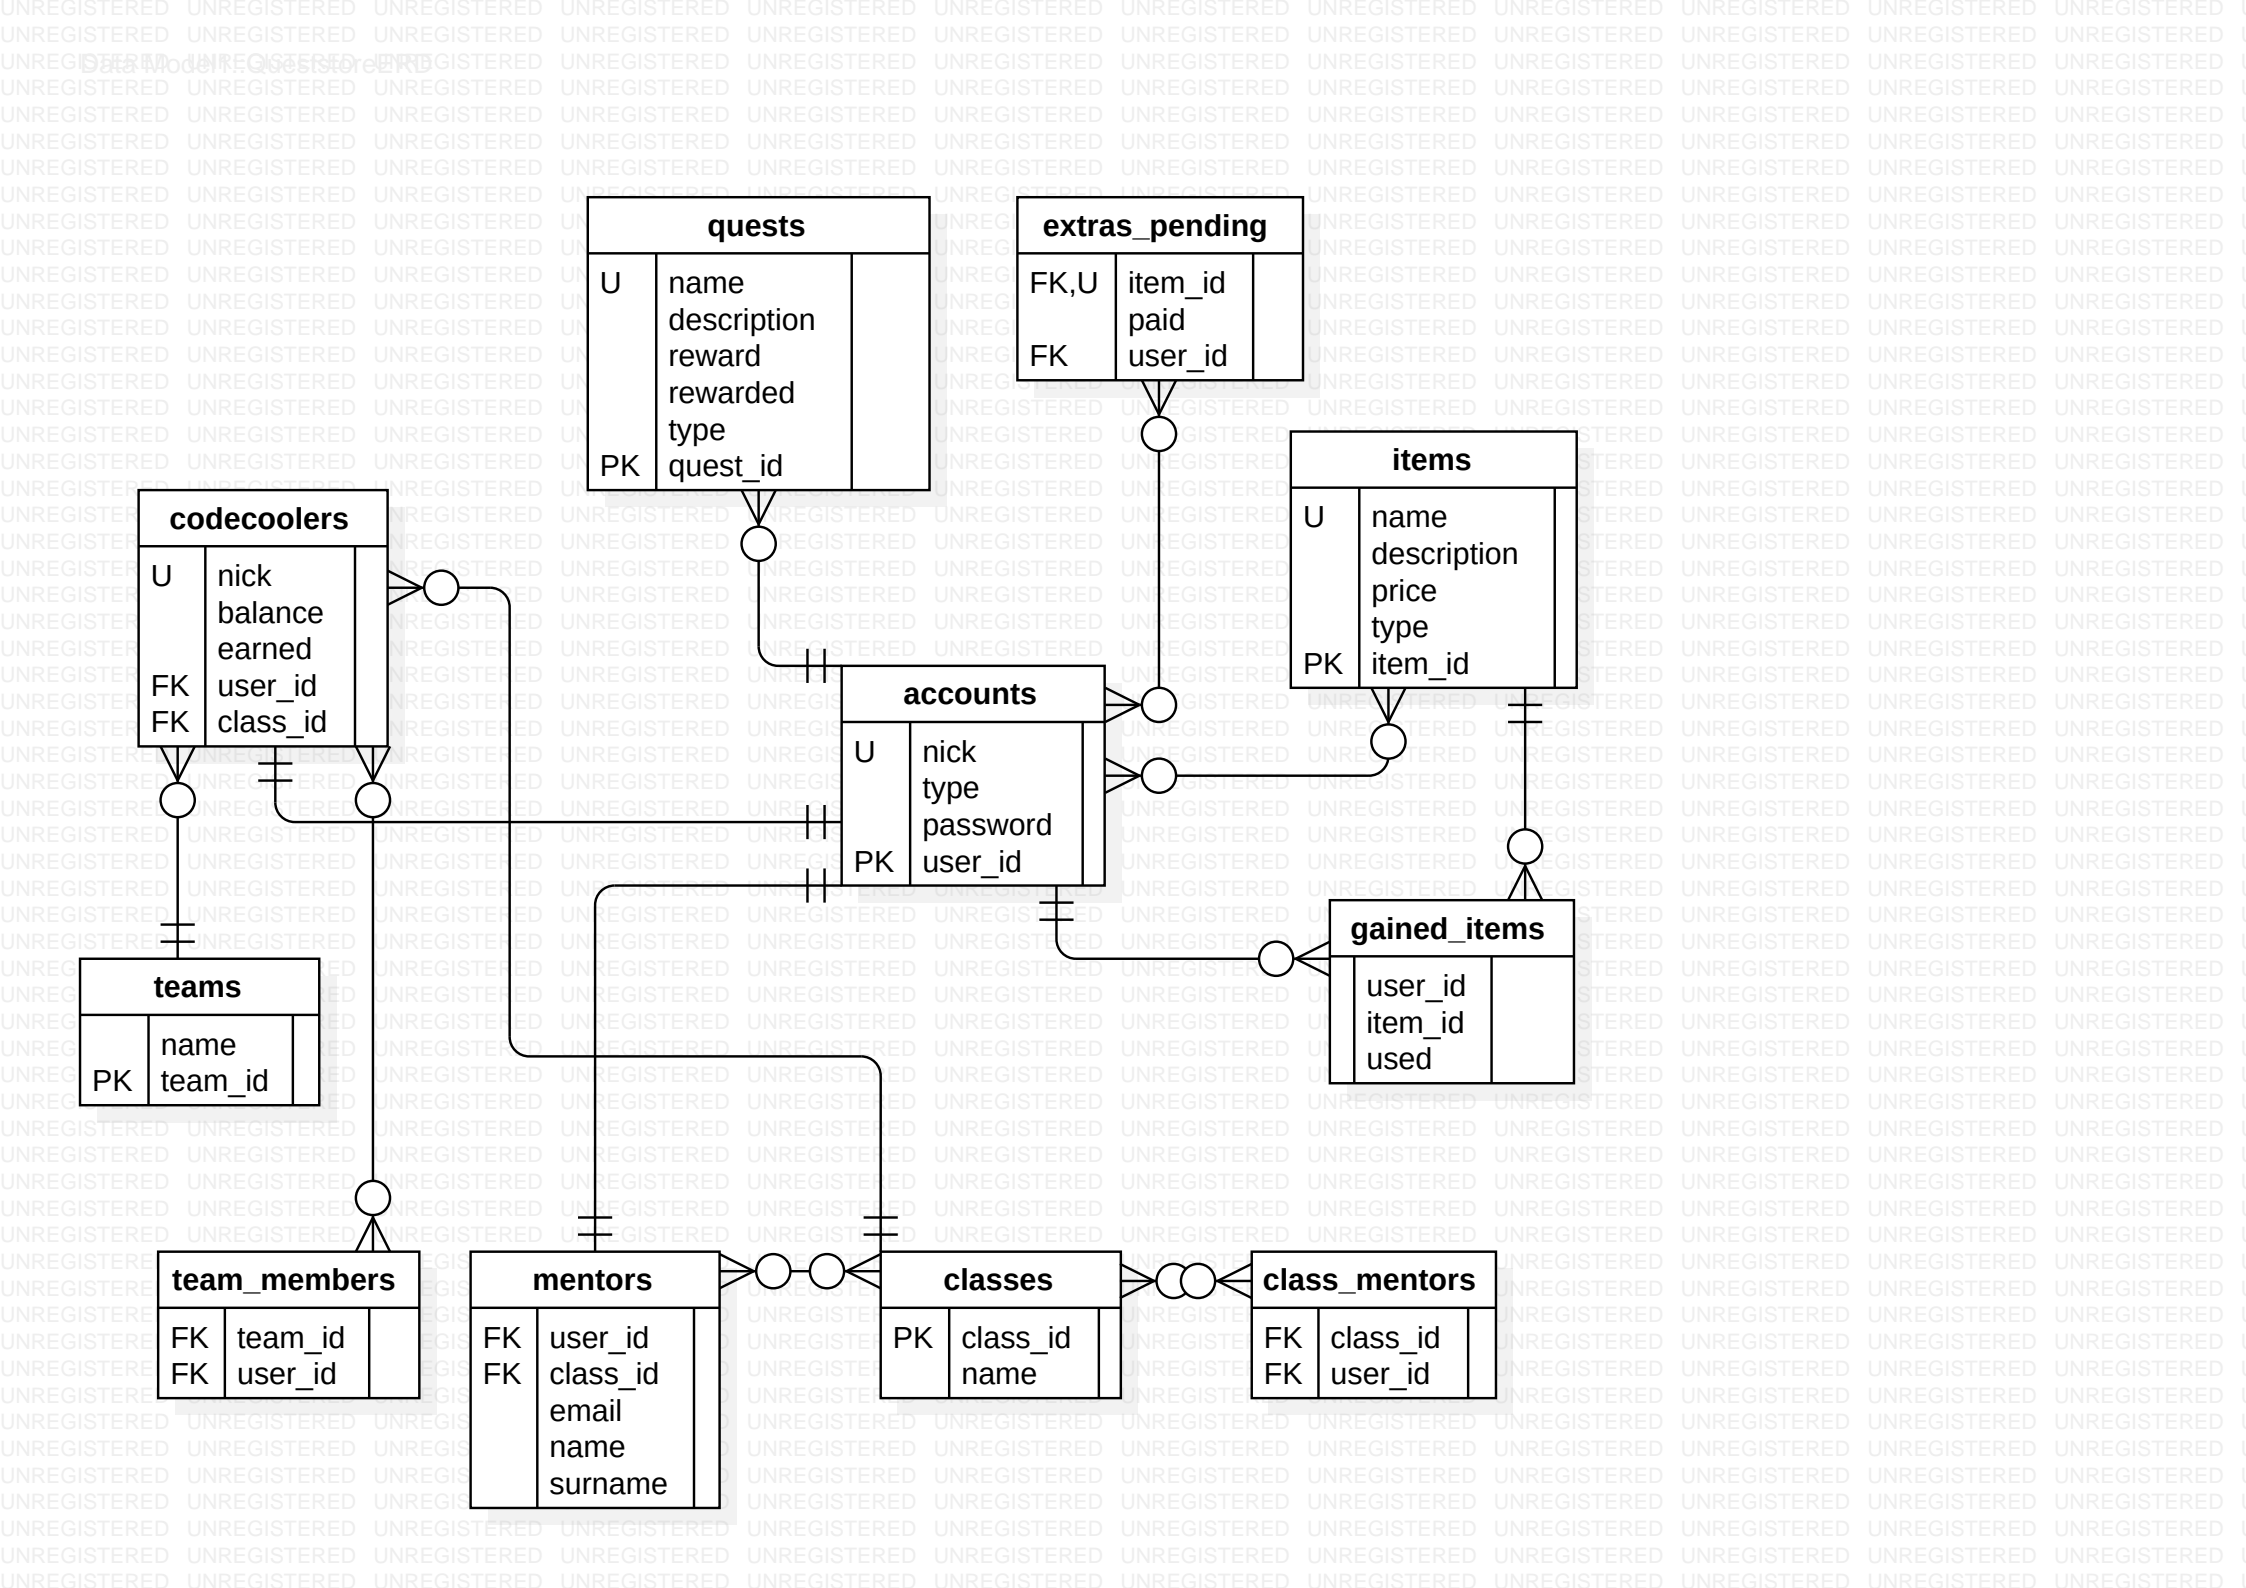 Data Model1::QueststoreERD
quests
U name
description
reward
rewarded
type
PK quest_id
extras_pending
FK,U item_id
paid
FK user_id
items
U name
description
price
type
PK item_id
codecoolers
U nick
balance
earned
FK user_id
FK class_id
accounts
U nick
type
password
PK user_id
gained_items
user_id
item_id
used
teams
name
PK team_id
team_members
FK team_id
FK user_id
mentors
FK user_id
FK class_id
email
name
surname
classes
PK class_id
name
class_mentors
FK class_id
FK user_id
UNREGISTERED